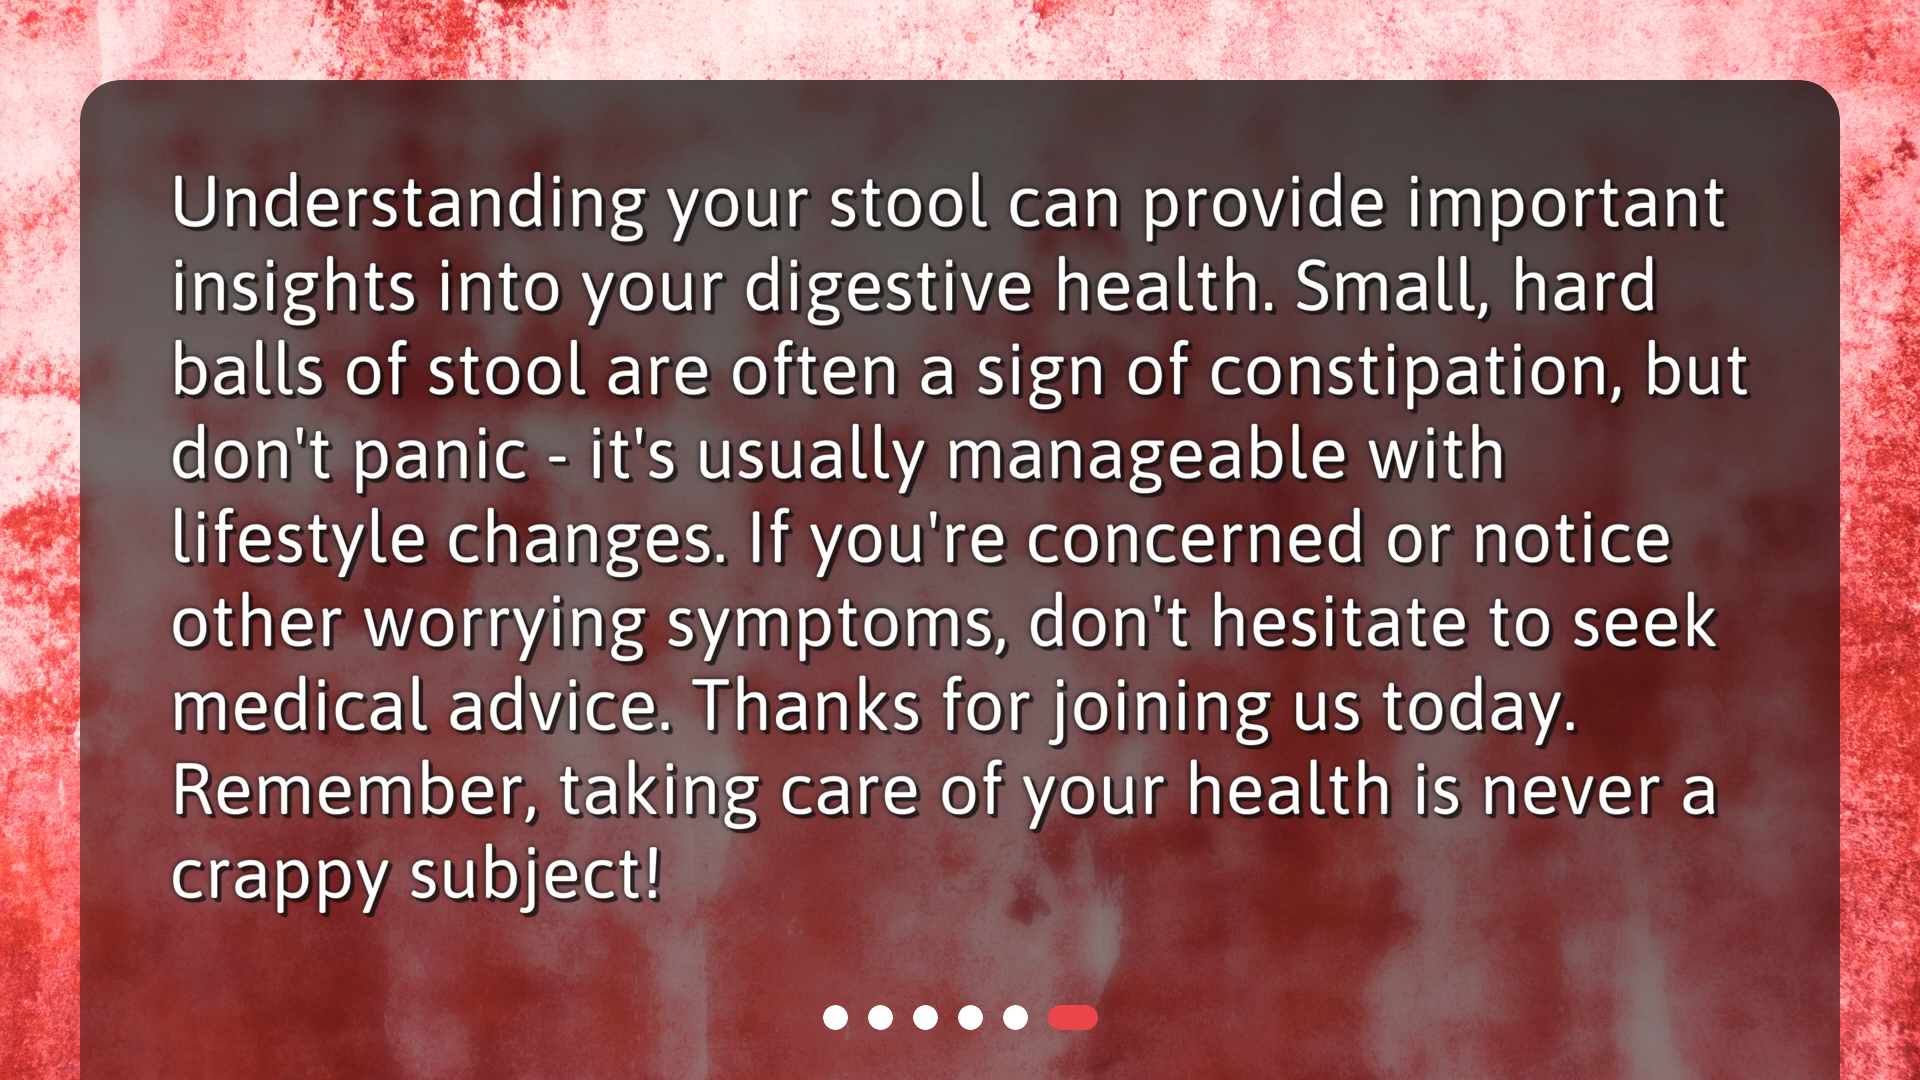 Understanding your stool can provide important
insights into your digestive health. Small, hard
balls of stool are often a sign of constipation, but
don't panic - it's usually manageable with
lifestyle changes. If you're concerned or notice
other worrying symptoms, don't hesitate to seek
medical advice. Thanks for joining us today.
Remember, taking care of your health is never a
crappy subject!